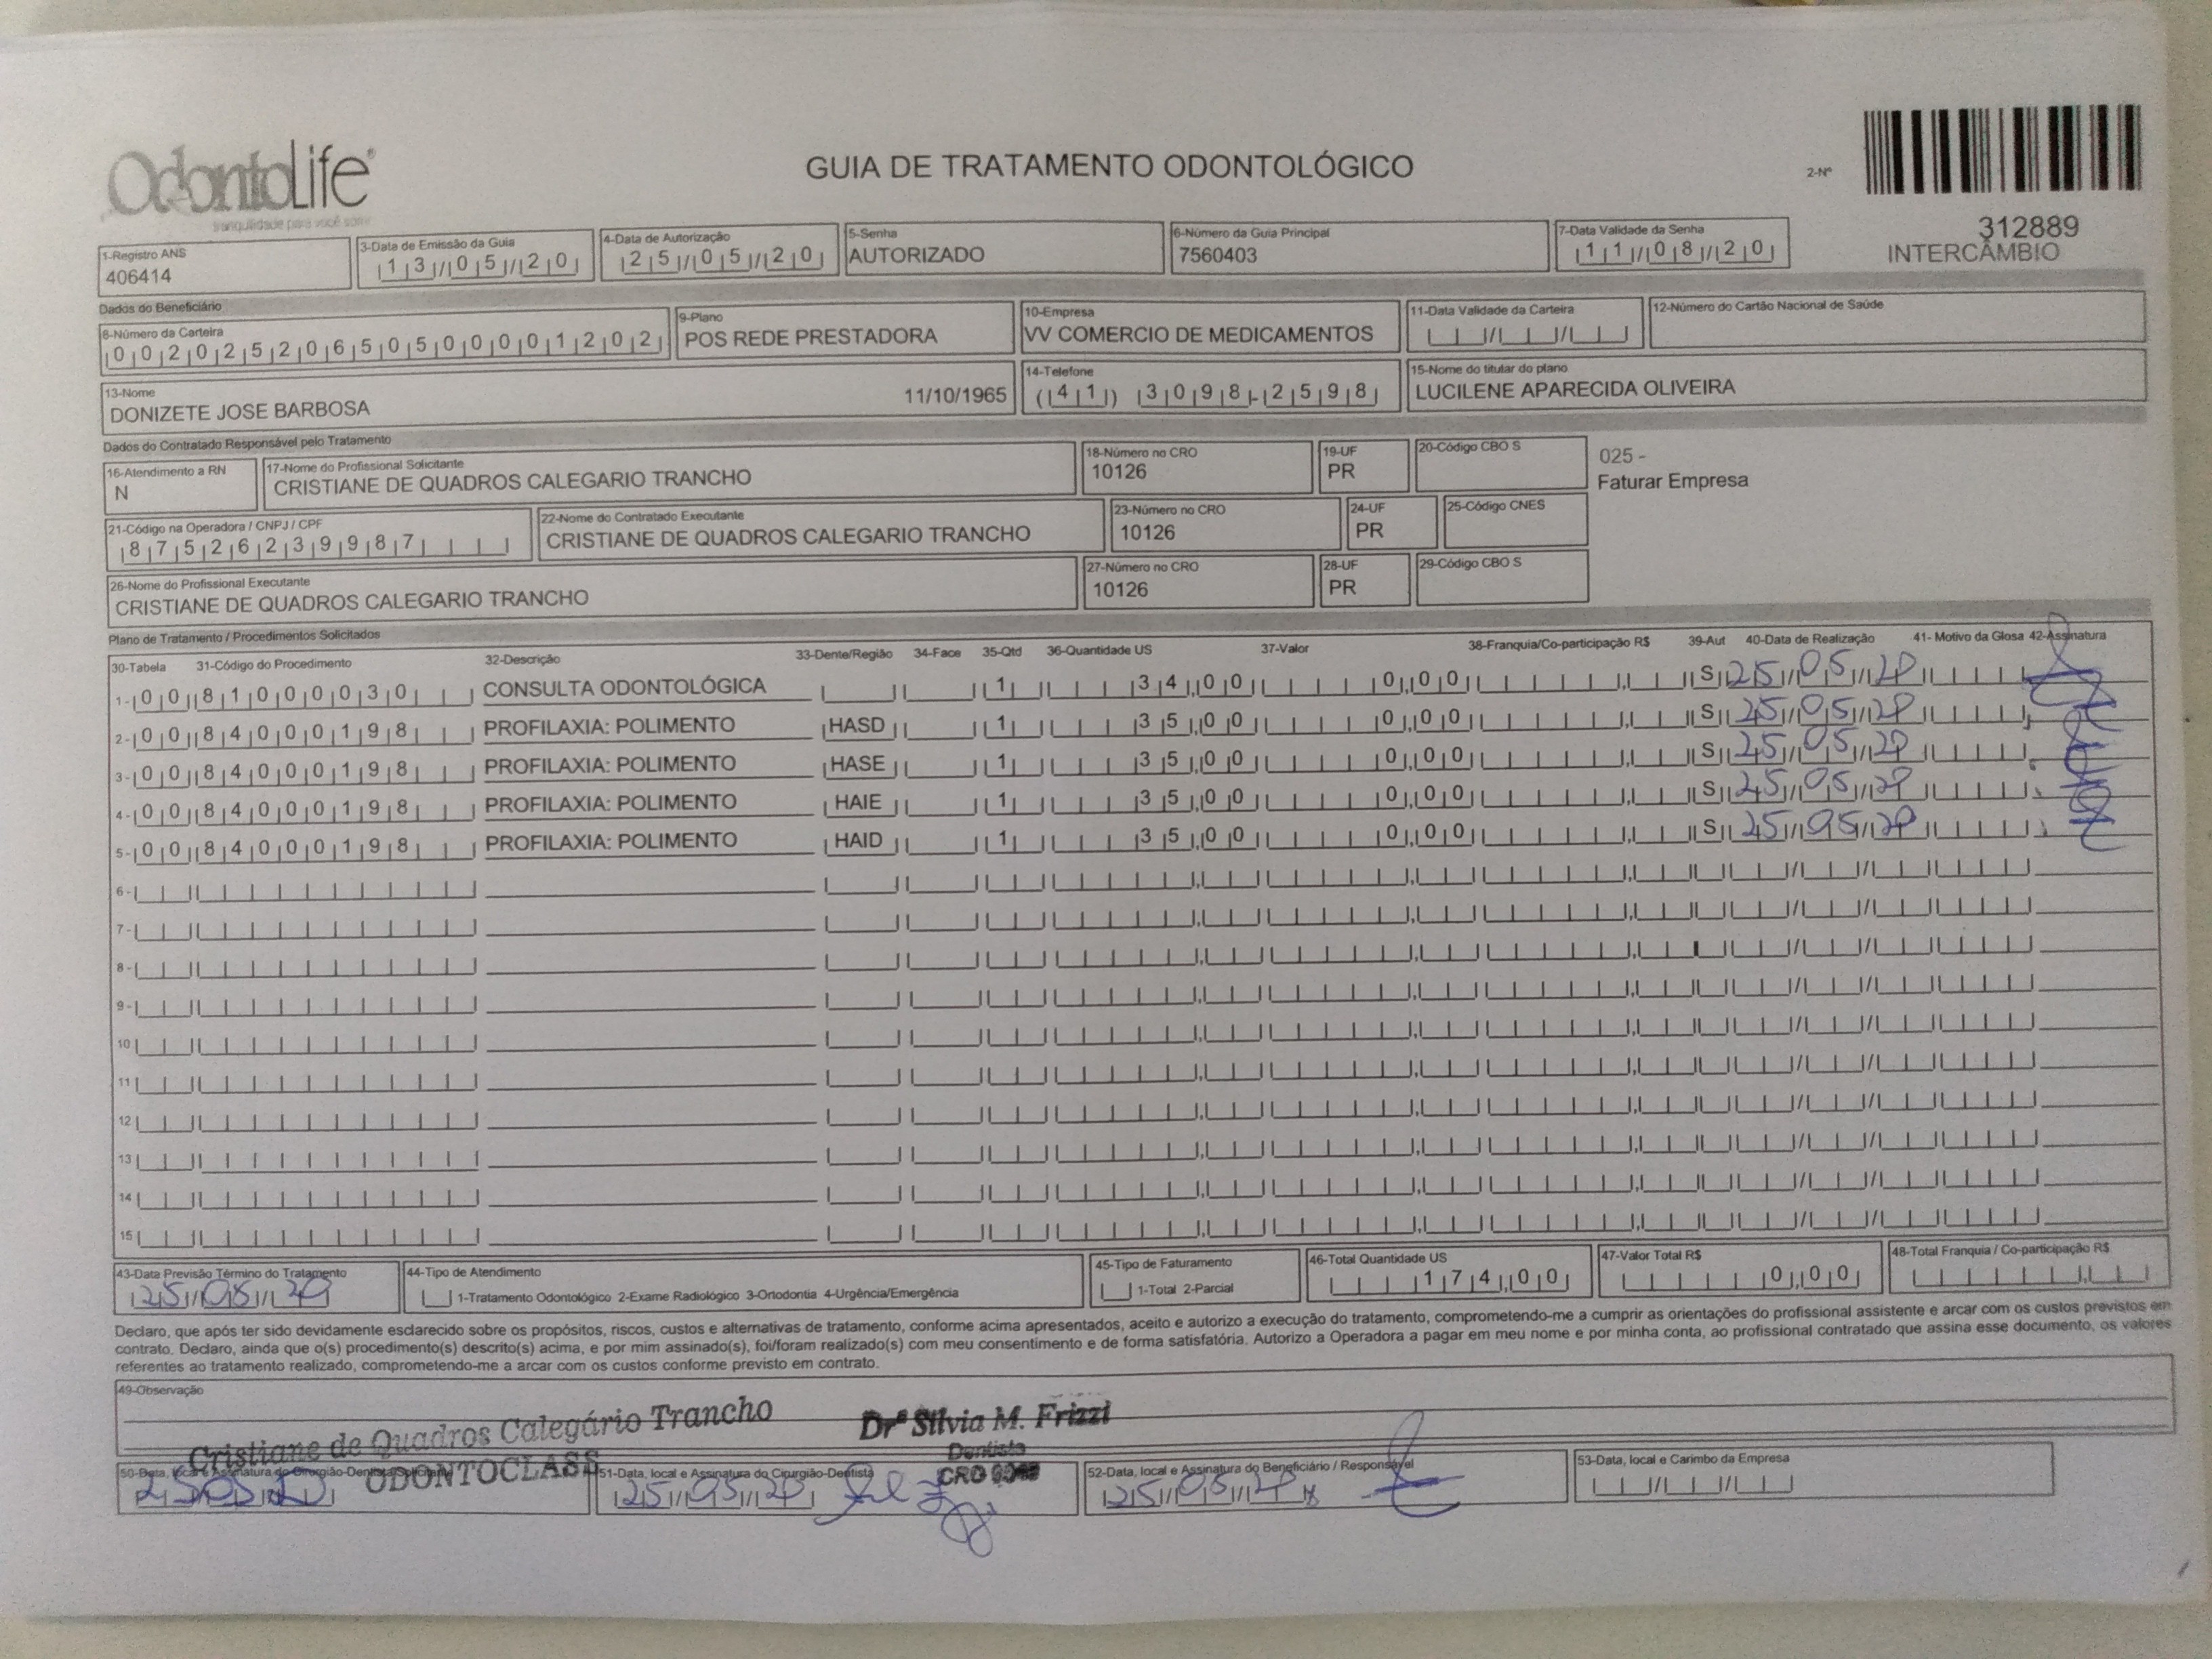 OdontoLife®
tranquilidade para você sorrir
GUIA DE TRATAMENTO ODONTOLÓGICO
2-Nº
312889
INTERCÂMBIO
1-Registro ANS
406414
3-Data de Emissão da Guia
13/05/20
4-Data de Autorização
25/05/20
5-Senha
AUTORIZADO
6-Número da Guia Principal
7560403
7-Data Validade da Senha
11/08/20
Dados do Beneficiário
8-Número da Carteira
00202520650500001202
9-Plano
POS REDE PRESTADORA
10-Empresa
VV COMERCIO DE MEDICAMENTOS
11-Data Validade da Carteira
12-Número do Cartão Nacional de Saúde
13-Nome
DONIZETE JOSE BARBOSA 11/10/1965
14-Telefone
(41) 3098-2598
15-Nome do titular do plano
LUCILENE APARECIDA OLIVEIRA
Dados do Contratado Responsável pelo Tratamento
16-Atendimento a RN
N
17-Nome do Profissional Solicitante
CRISTIANE DE QUADROS CALEGARIO TRANCHO
18-Número no CRO
10126
19-UF
PR
20-Código CBO S
025 -
Faturar Empresa
21-Código na Operadora / CNPJ / CPF
87526239987
22-Nome do Contratado Executante
CRISTIANE DE QUADROS CALEGARIO TRANCHO
23-Número no CRO
10126
24-UF
PR
25-Código CNES
26-Nome do Profissional Executante
CRISTIANE DE QUADROS CALEGARIO TRANCHO
27-Número no CRO
10126
28-UF
PR
29-Código CBO S
Plano de Tratamento / Procedimentos Solicitados
30-Tabela 31-Código do Procedimento 32-Descrição 33-Dente/Região 34-Face 35-Qtd 36-Quantidade US 37-Valor 38-Franquia/Co-participação R$ 39-Aut 40-Data de Realização 41- Motivo da Glosa 42-Assinatura
1- 00 81000030 CONSULTA ODONTOLÓGICA 1 34,00 0,00 S 25/05/20
2- 00 84000198 PROFILAXIA: POLIMENTO HASD 1 35,00 0,00 S 25/05/20
3- 00 84000198 PROFILAXIA: POLIMENTO HASE 1 35,00 0,00 S 25/05/20
4- 00 84000198 PROFILAXIA: POLIMENTO HAIE 1 35,00 0,00 S 25/05/20
5- 00 84000198 PROFILAXIA: POLIMENTO HAID 1 35,00 0,00 S 25/05/20
6-
7-
8-
9-
10
11
12
13
14
15
43-Data Previsão Término do Tratamento
25/05/20
44-Tipo de Atendimento
1-Tratamento Odontológico 2-Exame Radiológico 3-Ortodontia 4-Urgência/Emergência
45-Tipo de Faturamento
1-Total 2-Parcial
46-Total Quantidade US
174,00
47-Valor Total R$
0,00
48-Total Franquia / Co-participação R$
Declaro, que após ter sido devidamente esclarecido sobre os propósitos, riscos, custos e alternativas de tratamento, conforme acima apresentados, aceito e autorizo a execução do tratamento, comprometendo-me a cumprir as orientações do profissional assistente e arcar com os custos previstos em
contrato. Declaro, ainda que o(s) procedimento(s) descrito(s) acima, e por mim assinado(s), foi/foram realizado(s) com meu consentimento e de forma satisfatória. Autorizo a Operadora a pagar em meu nome e por minha conta, ao profissional contratado que assina esse documento, os valores
referentes ao tratamento realizado, comprometendo-me a arcar com os custos conforme previsto em contrato.
49-Observação
Cristiane de Quadros Calegário Trancho
ODONTOCLASS
Drª Silvia M. Frizzi
Dentista
CRO
50-Data, local e Assinatura do Cirurgião-Dentista Solicitante
25/05/20
51-Data, local e Assinatura do Cirurgião-Dentista
25/05/20
52-Data, local e Assinatura do Beneficiário / Responsável
25/05/20
53-Data, local e Carimbo da Empresa